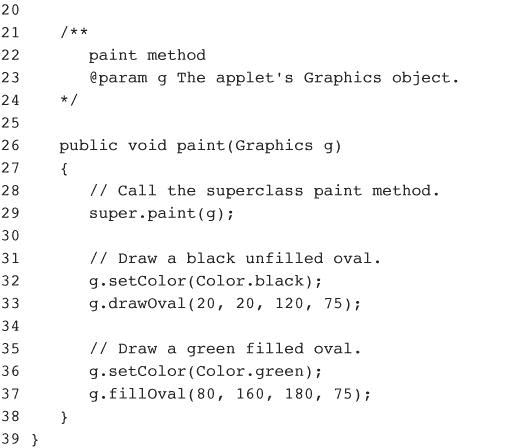 20
21    /**
22       paint method
23       @param g The applet's Graphics object.
24    */
25
26    public void paint(Graphics g)
27    {
28       // Call the superclass paint method.
29       super.paint(g);
30
31       // Draw a black unfilled oval.
32       g.setColor(Color.black);
33       g.drawOval(20, 20, 120, 75);
34
35       // Draw a green filled oval.
36       g.setColor(Color.green);
37       g.fillOval(80, 160, 180, 75);
38    }
39 }